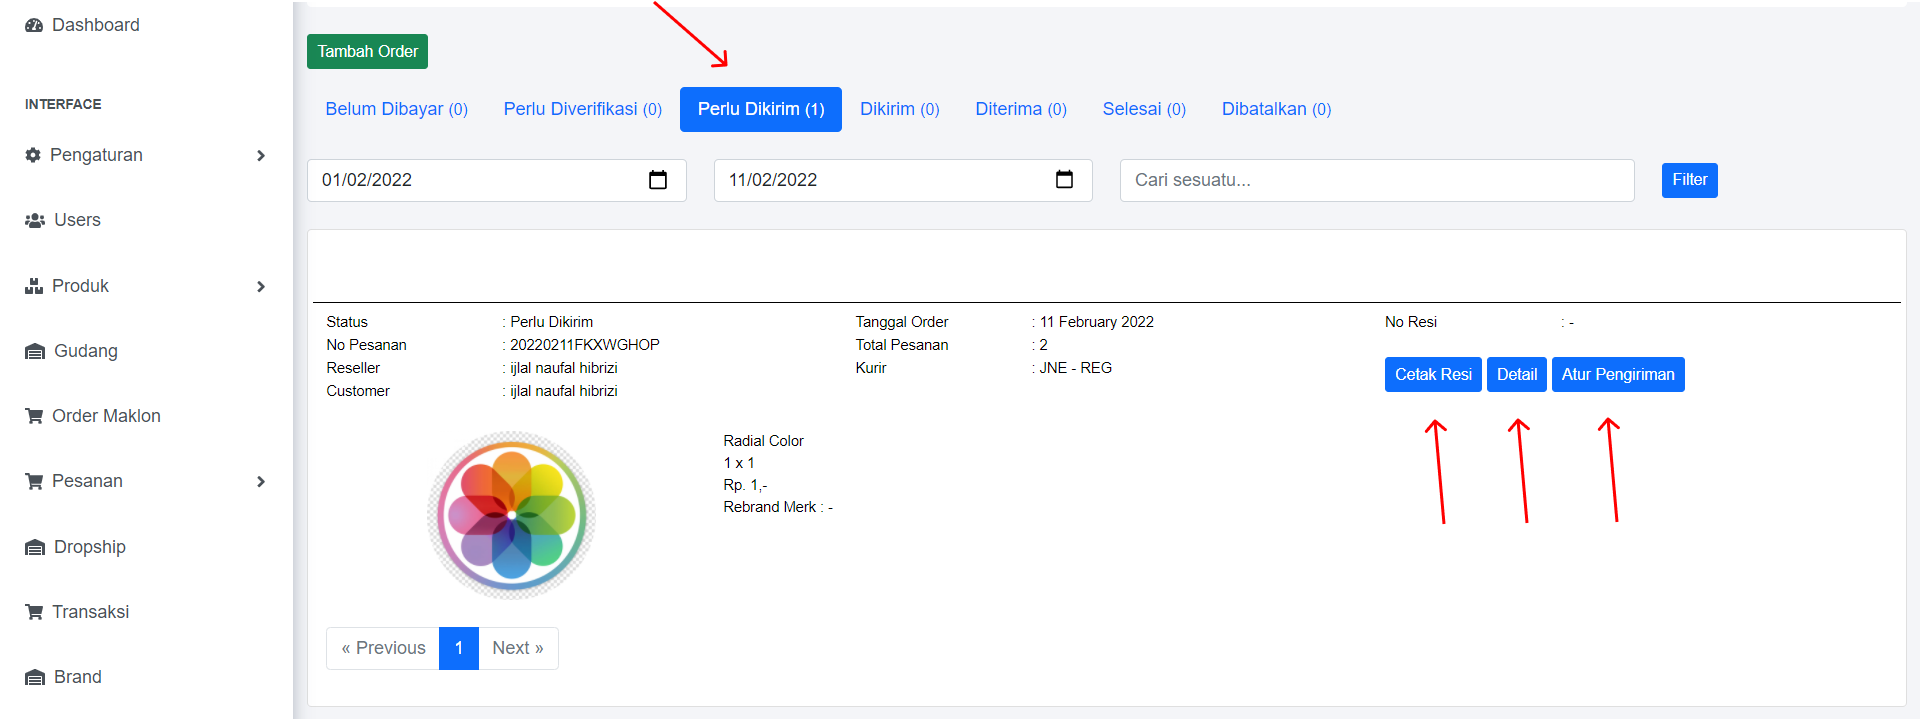 Dashboard
INTERFACE
Pengaturan
Users
Produk
Gudang
Order Maklon
Pesanan
Dropship
Transaksi
Brand
Tambah Order
Belum Dibayar (0) Perlu Diverifikasi (0) Perlu Dikirim (1) Dikirim (0) Diterima (0) Selesai (0) Dibatalkan (0)
01/02/2022 11/02/2022 Cari sesuatu... Filter
Status : Perlu Dikirim Tanggal Order : 11 February 2022 No Resi : -
No Pesanan : 20220211FKXWGHOP Total Pesanan : 2
Reseller : ijlal naufal hibrizi Kurir : JNE - REG
Customer : ijlal naufal hibrizi
Cetak Resi Detail Atur Pengiriman
Radial Color
1 x 1
Rp. 1,-
Rebrand Merk : -
« Previous 1 Next »